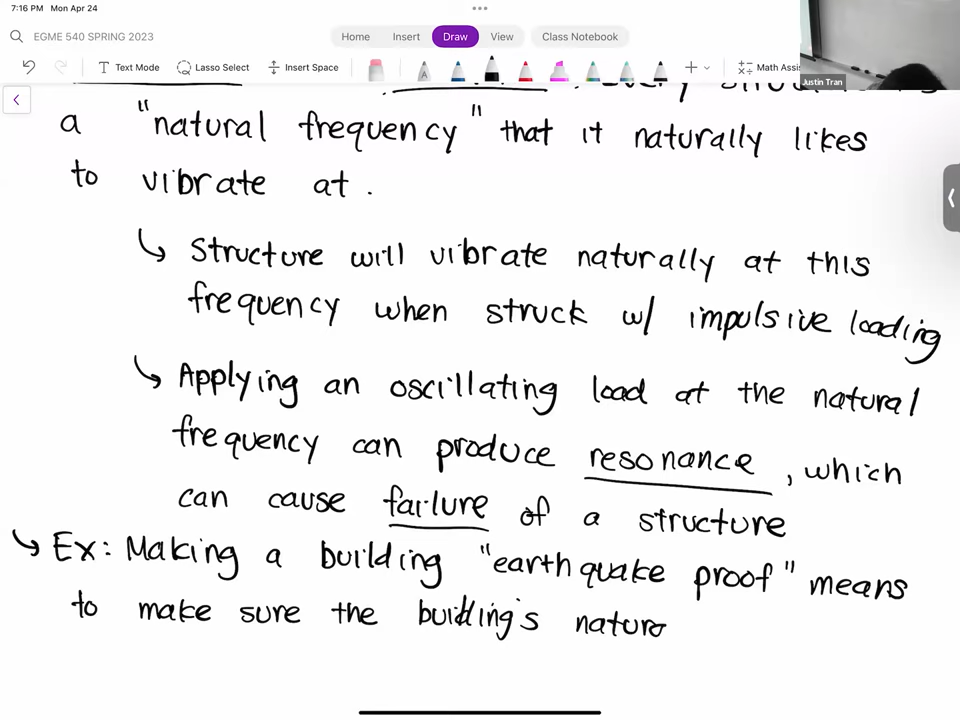 7:16 PM Mon Apr 24
EGME 540 SPRING 2023
Home Insert Draw View Class Notebook
Text Mode Lasso Select Insert Space
Math Assis
Justin Tran
a "natural frequency" that it naturally likes
to vibrate at.
↳ Structure will vibrate naturally at this
frequency when struck w/ impulsive loading
↳ Applying an oscillating load at the natural
frequency can produce resonance, which
can cause failure of a structure
↳ Ex: Making a building "earthquake proof" means
to make sure the building's natura